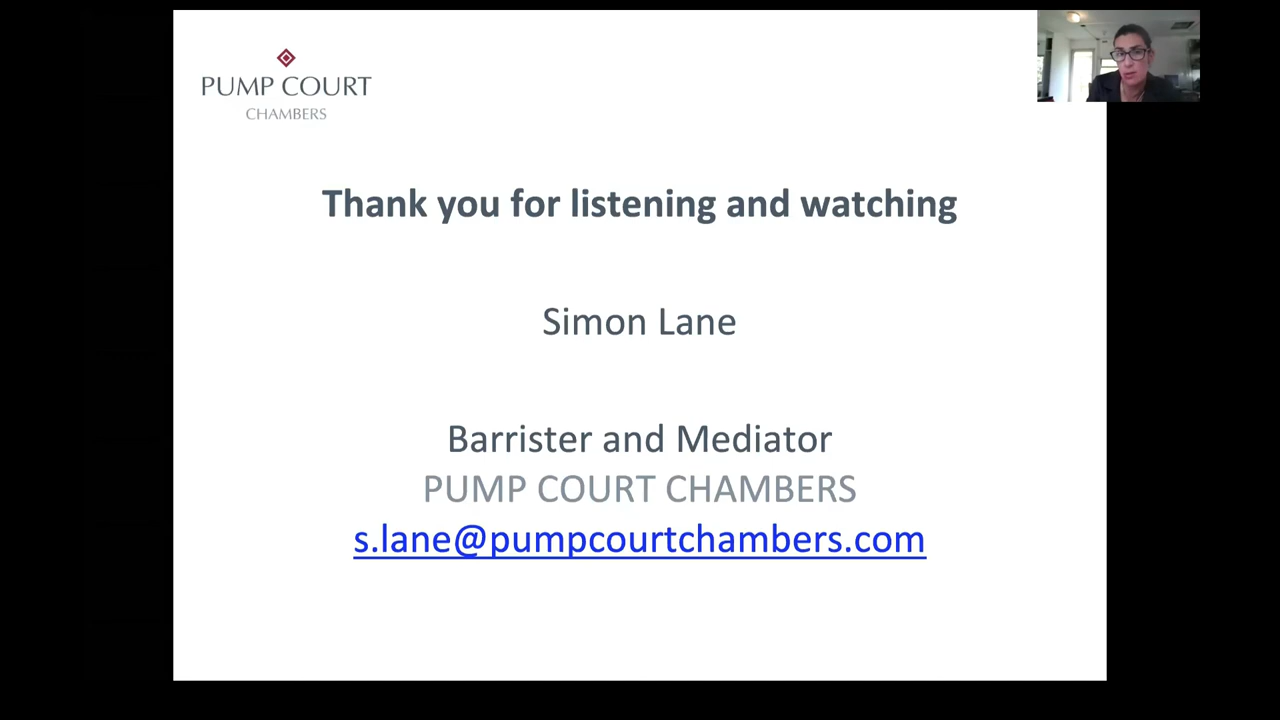 PUMP COURT
CHAMBERS
Thank you for listening and watching
Simon Lane
Barrister and Mediator
PUMP COURT CHAMBERS
s.lane@pumpcourtchambers.com